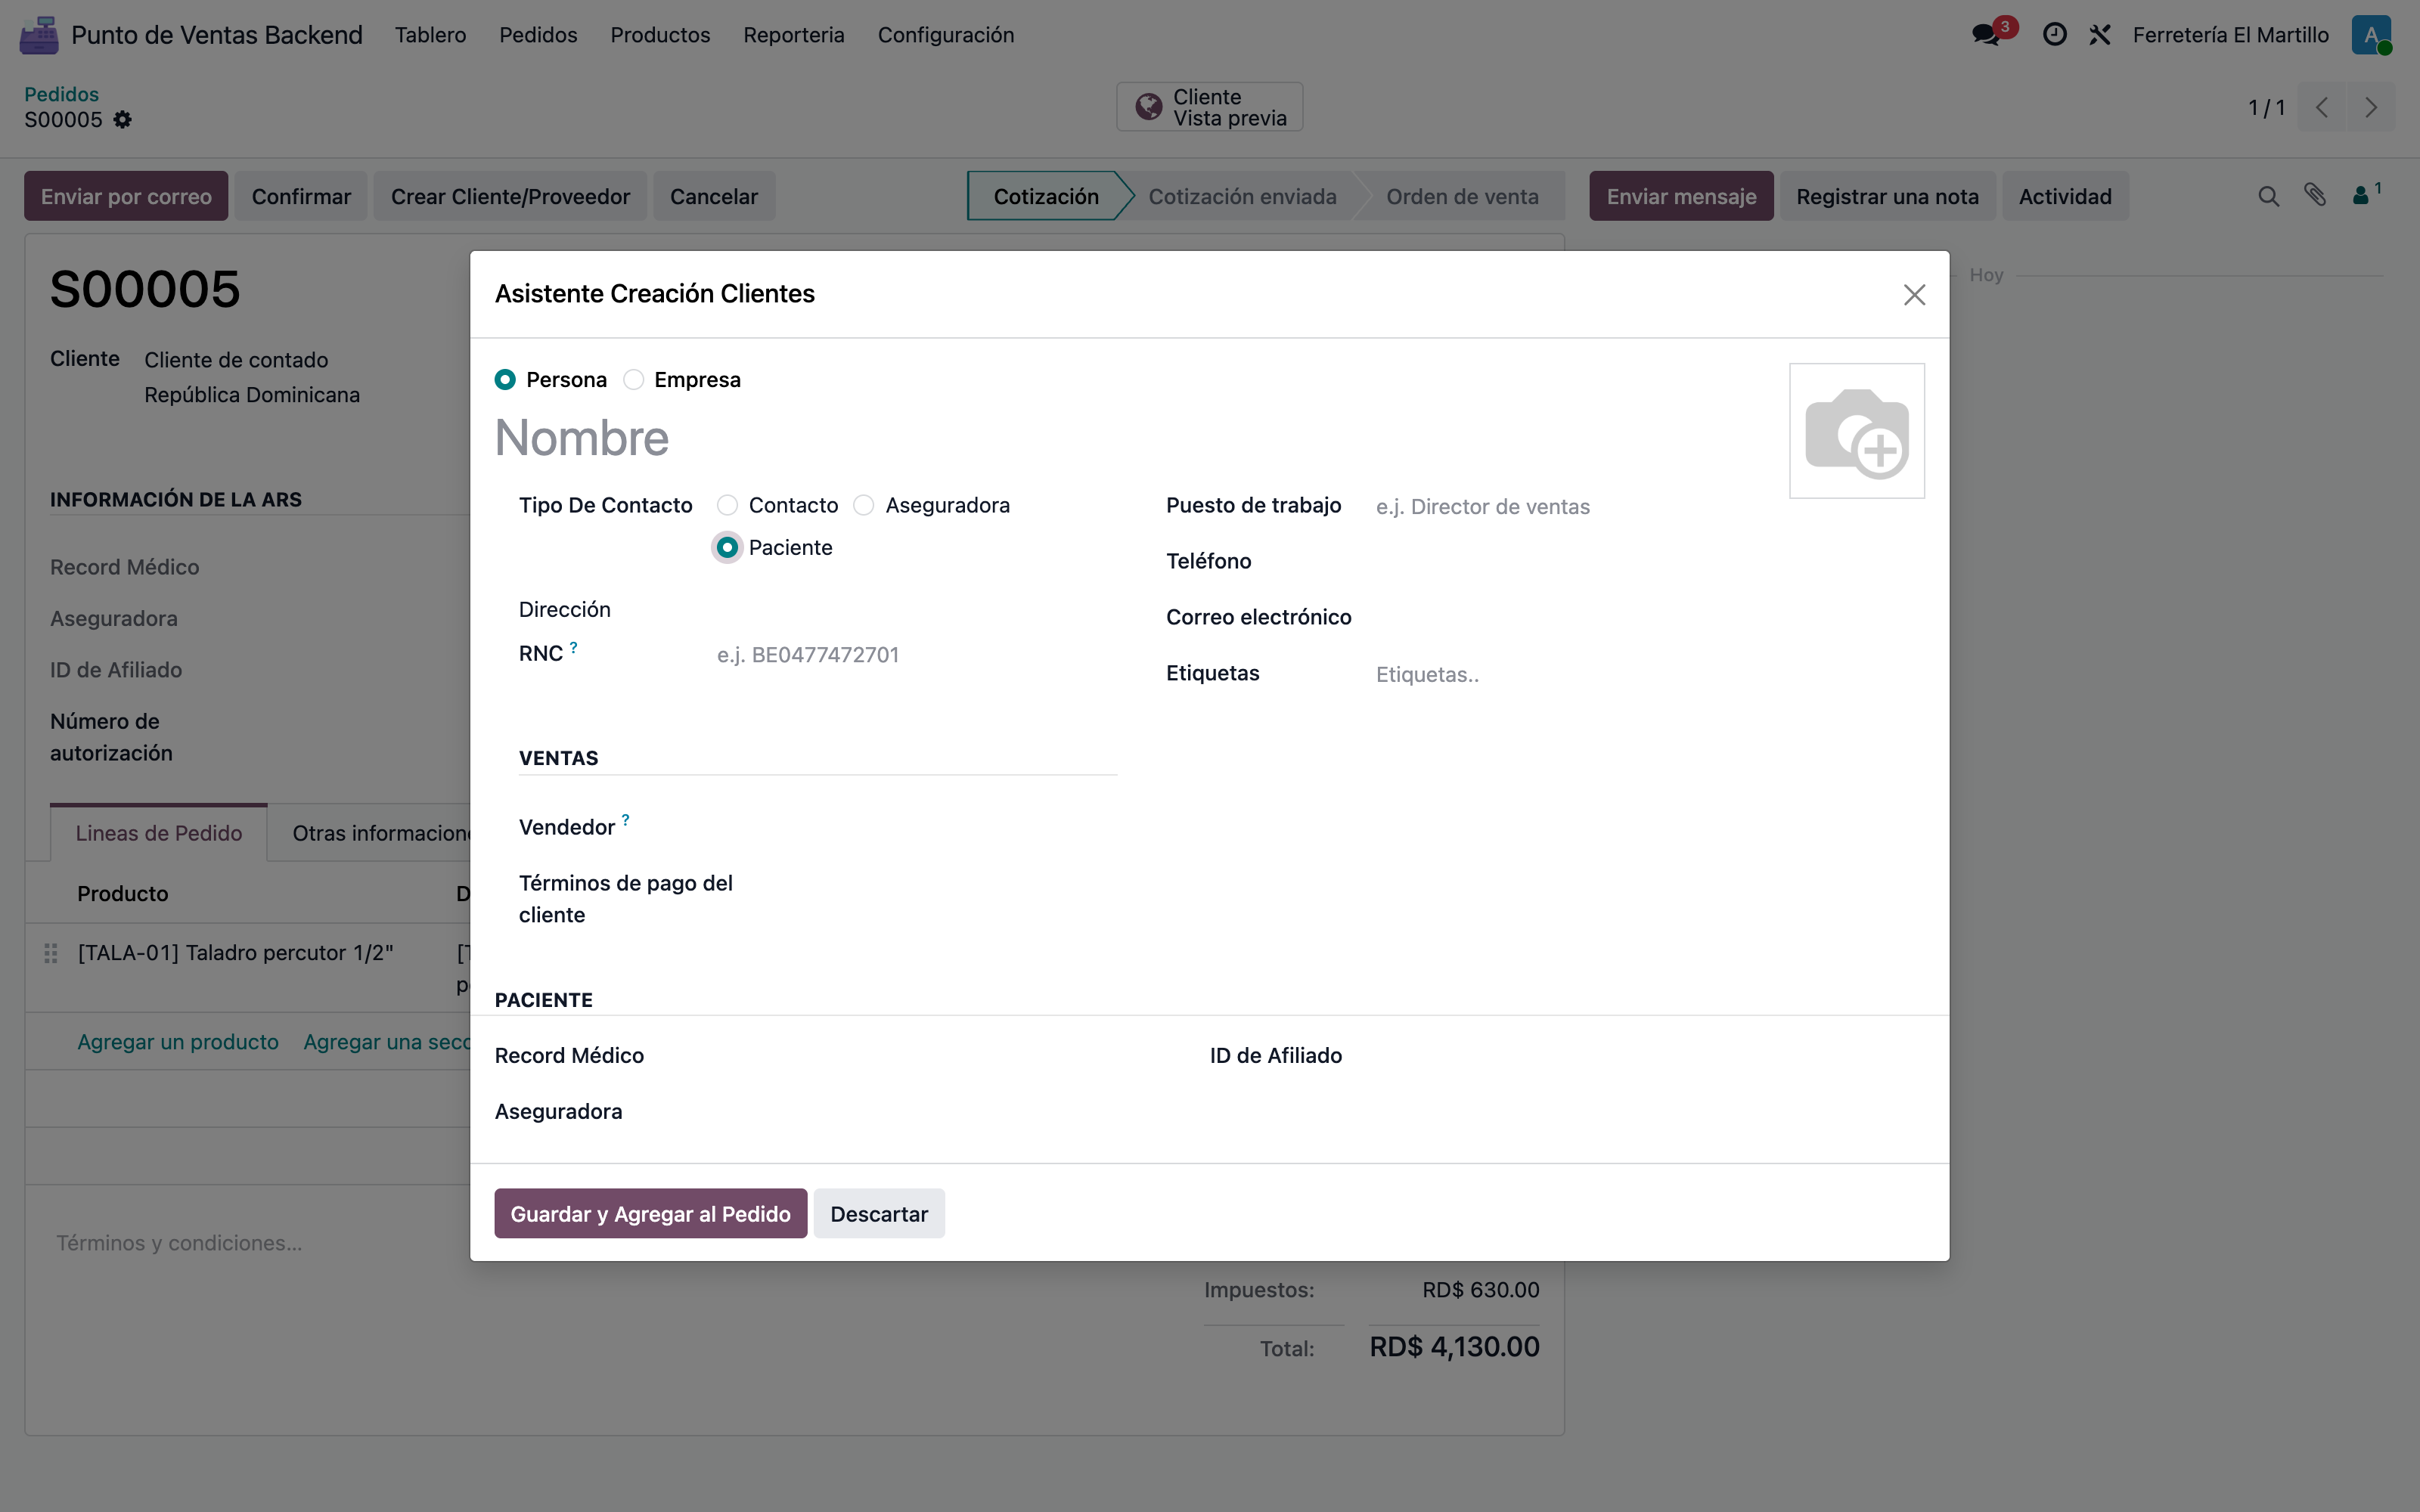 Punto de Ventas Backend Tablero Pedidos Productos Reporteria Configuración 3 Ferretería El Martillo A
Pedidos
S00005
Cliente
Vista previa
1 / 1
Enviar por correo Confirmar Crear Cliente/Proveedor Cancelar Cotización Cotización enviada Orden de venta Enviar mensaje Registrar una nota Actividad 1
Hoy
S00005
Cliente Cliente de contado
República Dominicana
INFORMACIÓN DE LA ARS
Record Médico
Aseguradora
ID de Afiliado
Número de
autorización
Lineas de Pedido Otras informacion
Producto D
[TALA-01] Taladro percutor 1/2"
Agregar un producto Agregar una secc
Términos y condiciones...
Asistente Creación Clientes
Persona Empresa
Nombre
Tipo De Contacto Contacto Aseguradora
Paciente
Dirección
RNC ? e.j. BE0477472701
Puesto de trabajo e.j. Director de ventas
Teléfono
Correo electrónico
Etiquetas Etiquetas..
VENTAS
Vendedor ?
Términos de pago del
cliente
PACIENTE
Record Médico ID de Afiliado
Aseguradora
Guardar y Agregar al Pedido Descartar
Impuestos: RD$ 630.00
Total: RD$ 4,130.00